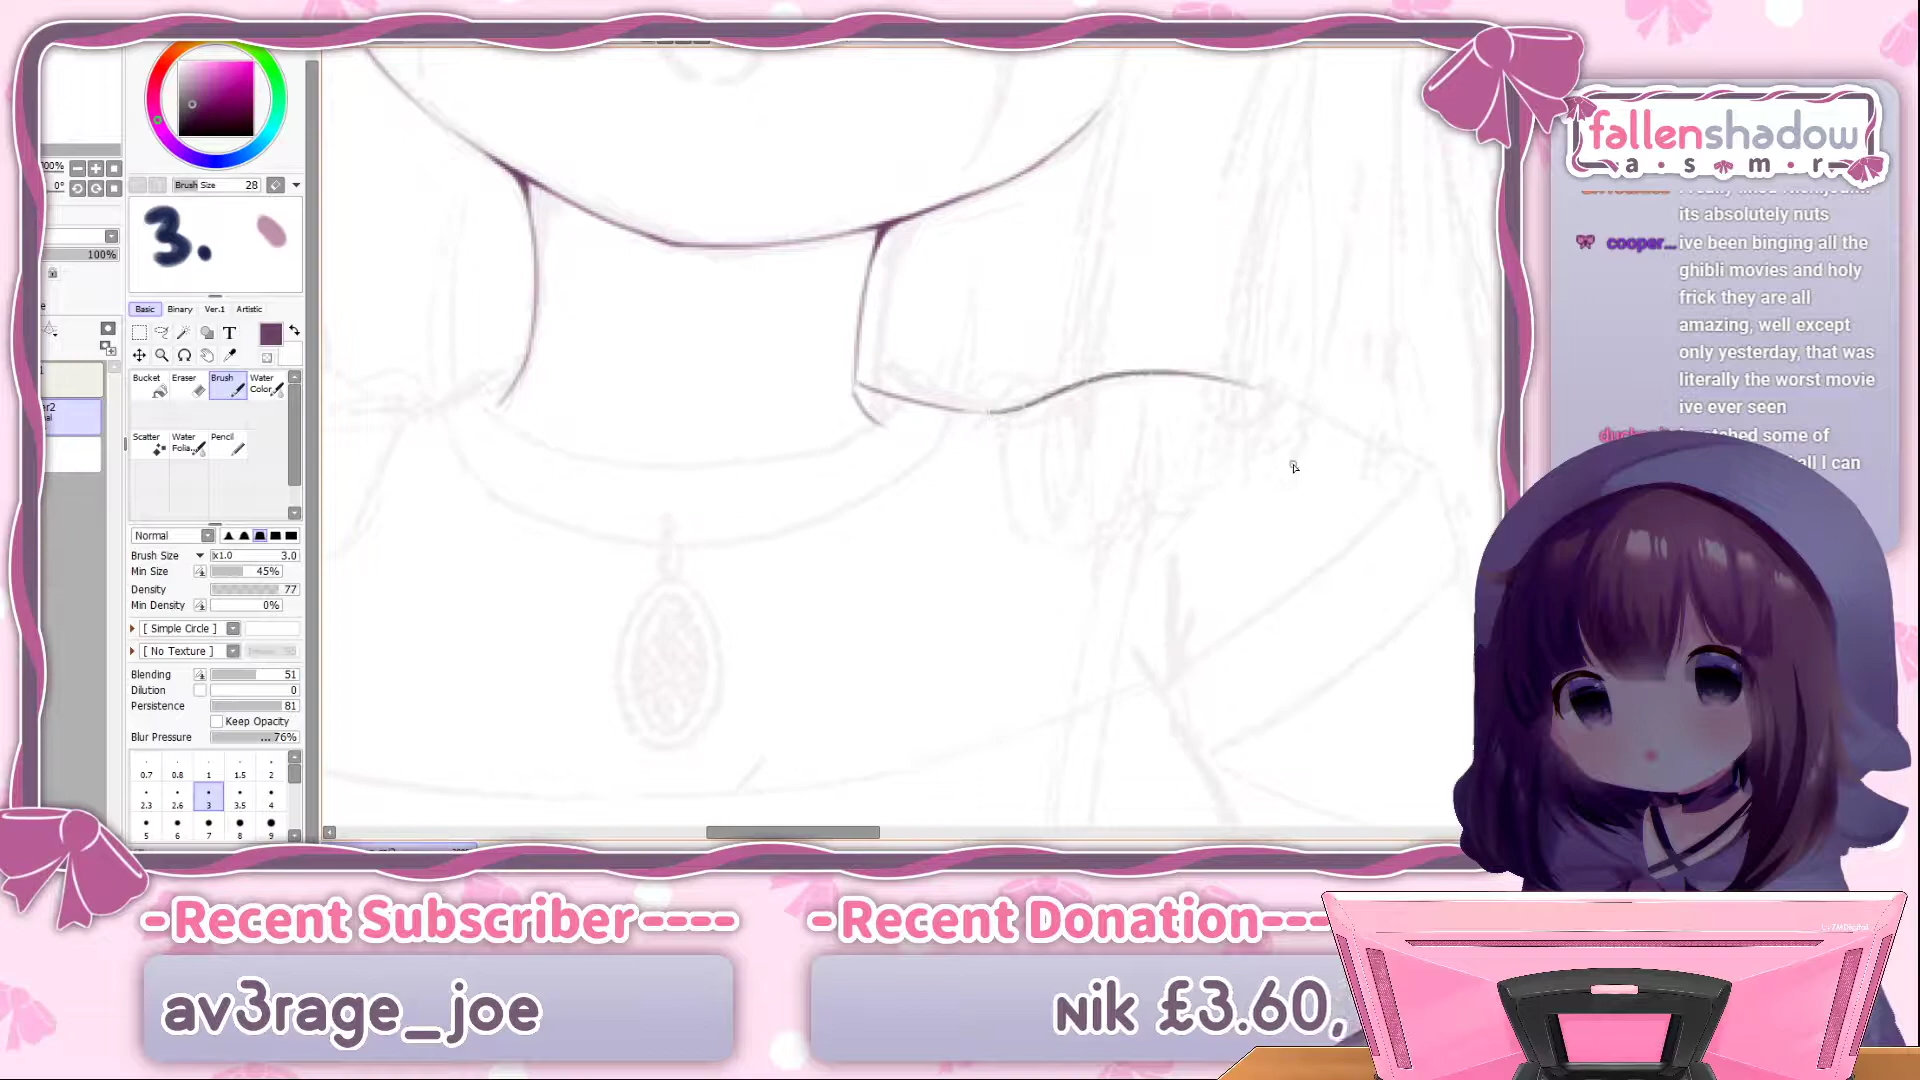 Brush Size 28
3.
100%
0°
100%
Basic Binary Ver.1 Artistic
T
Bucket Eraser Brush Water Color
Scatter Water Folia... Pencil
Normal
Brush Size x1.0 3.0
Min Size 45%
Density 77
Min Density 0%
[ Simple Circle ]
[ No Texture ]
Blending 51
Dilution 0
Persistence 81
Keep Opacity
Blur Pressure ... 76%
0.7 0.8 1 1.5 2
2.3 2.6 3 3.5 4
5 6 7 8 9
fallenshadow
a · s · m · r
its absolutely nuts
cooper... ive been binging all the
ghibli movies and holy
frick they are all
amazing, well except
only yesterday, that was
literally the worst movie
ive ever seen
some of
all I can
-Recent Subscriber----
av3rage_joe
-Recent Donation---
nik £3.60,